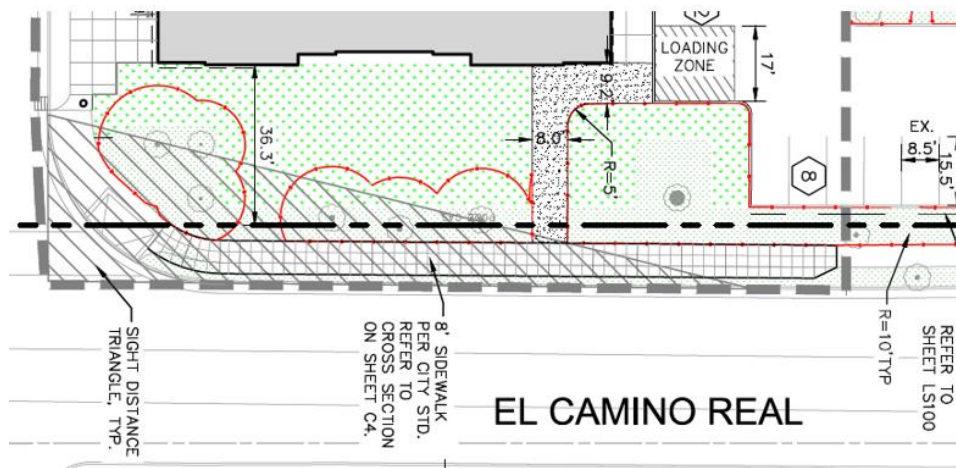 LOADING
ZONE
17'
9.2'
36.3'
8.0'
R=5'
8
EX.
8.5'
15.5'
R=10'TYP
REFER TO
SHEET LS100
8' SIDEWALK
PER CITY STD.
REFER TO
CROSS SECTION
ON SHEET C4.
SIGHT DISTANCE
TRIANGLE, TYP.
EL CAMINO REAL